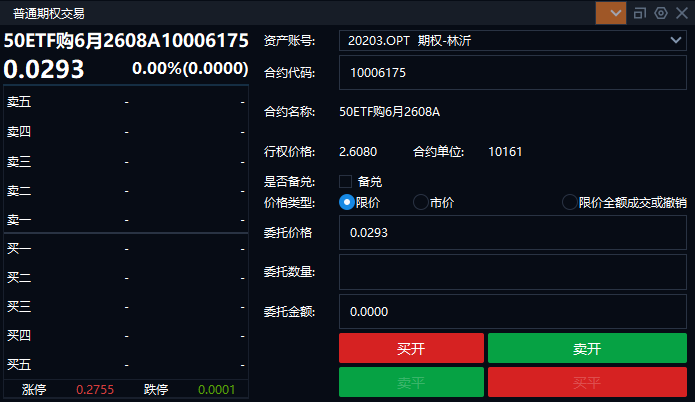 普通期权交易
50ETF购6月2608A10006175
0.0293 0.00%(0.0000)
卖五 - -
卖四 - -
卖三 - -
卖二 - -
卖一 - -
买一 - -
买二 - -
买三 - -
买四 - -
买五 - -
涨停 0.2755 跌停 0.0001
资产账号: 20203.OPT 期权-林沂
合约代码: 10006175
合约名称: 50ETF购6月2608A
行权价格: 2.6080 合约单位: 10161
是否备兑: 备兑
价格类型: 限价 市价 限价全额成交或撤销
委托价格 0.0293
委托数量:
委托金额: 0.0000
买开 卖开
卖平 买平